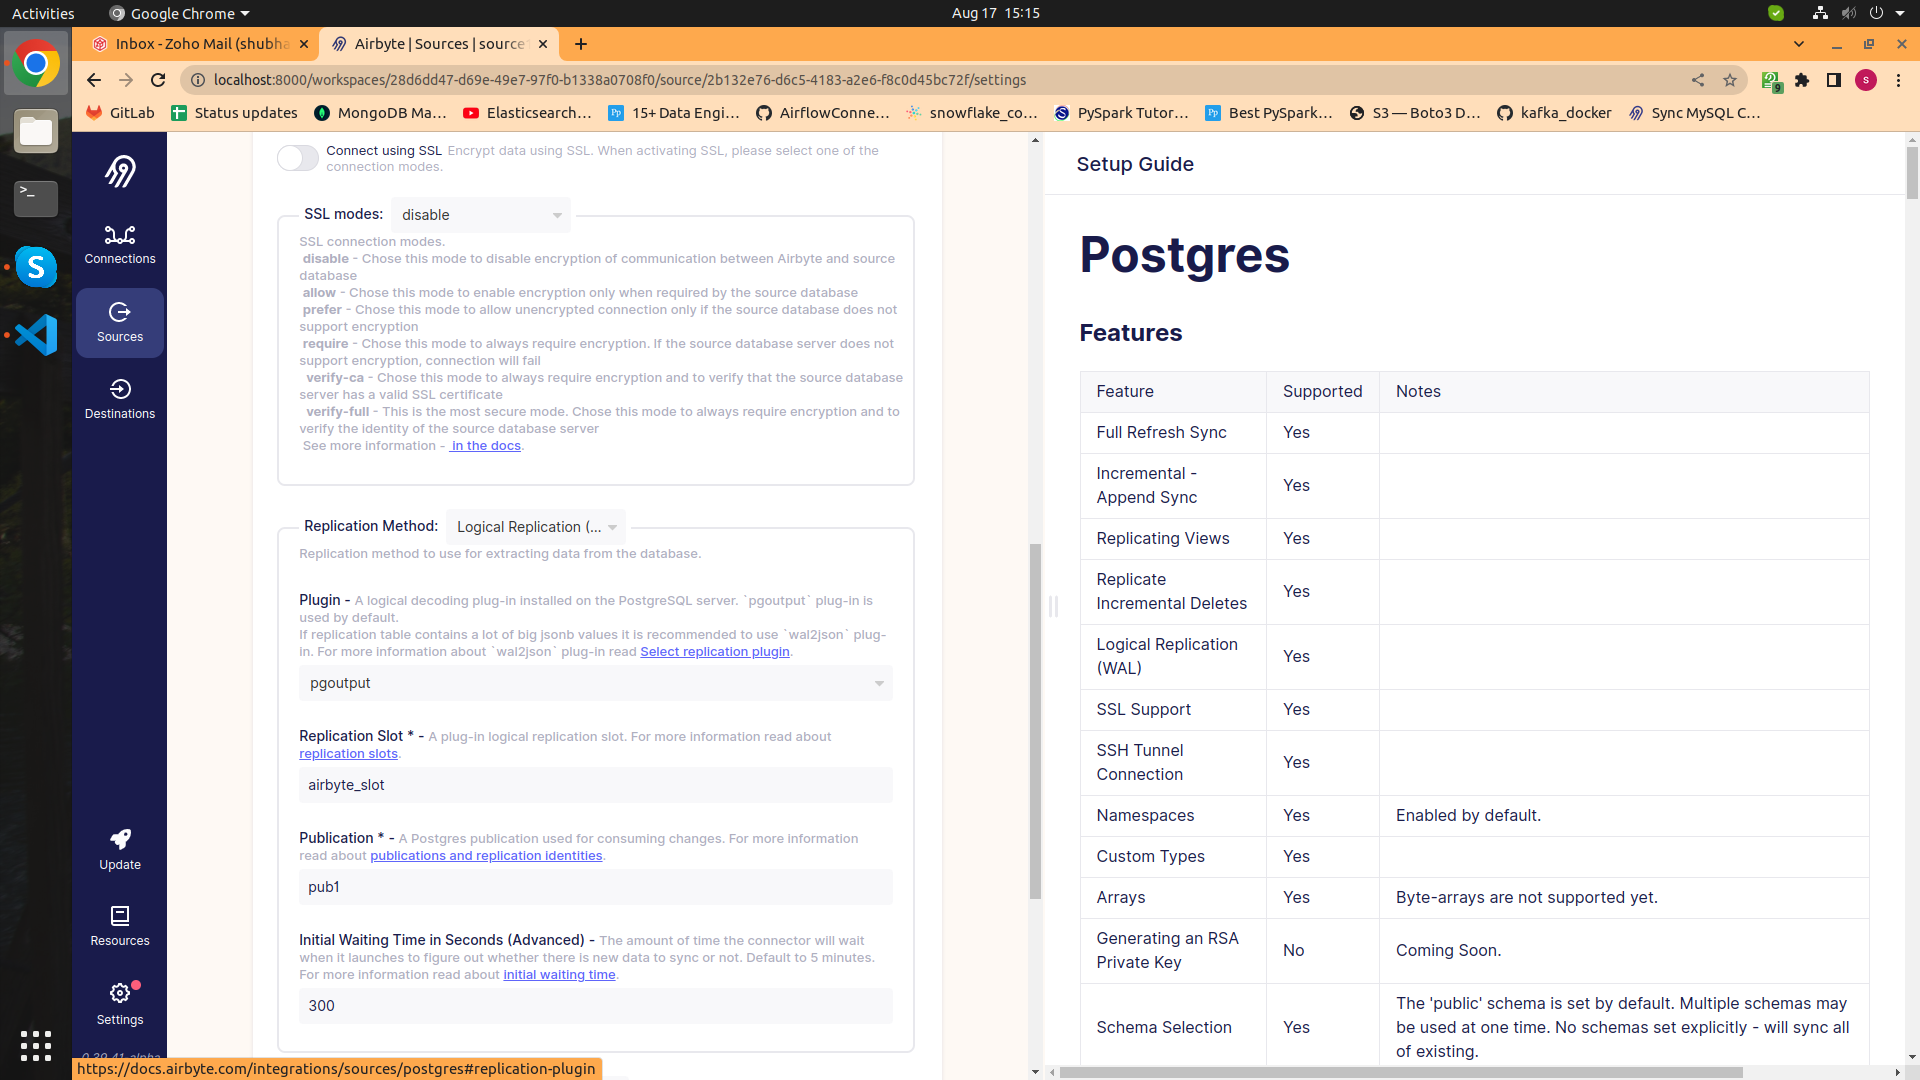 Activities
Google Chrome
Aug 17 15:15
Inbox - Zoho Mail (shubha
Airbyte | Sources | source
localhost:8000/workspaces/28d6dd47-d69e-49e7-97f0-b1338a0708f0/source/2b132e76-d6c5-4183-a2e6-f8c0d45bc72f/settings
9
s
GitLab
Status updates
MongoDB Ma...
Elasticsearch...
15+ Data Engi...
AirflowConne...
snowflake_co...
PySpark Tutor...
Best PySpark...
S3 — Boto3 D...
kafka_docker
Sync MySQL C...
Connections
Sources
Destinations
Update
Resources
Settings
0.39.41-alpha
Connect using SSL Encrypt data using SSL. When activating SSL, please select one of the
connection modes.
SSL modes: disable
SSL connection modes.
disable - Chose this mode to disable encryption of communication between Airbyte and source
database
allow - Chose this mode to enable encryption only when required by the source database
prefer - Chose this mode to allow unencrypted connection only if the source database does not
support encryption
require - Chose this mode to always require encryption. If the source database server does not
support encryption, connection will fail
verify-ca - Chose this mode to always require encryption and to verify that the source database
server has a valid SSL certificate
verify-full - This is the most secure mode. Chose this mode to always require encryption and to
verify the identity of the source database server
See more information - in the docs.
Replication Method: Logical Replication (...
Replication method to use for extracting data from the database.
Plugin - A logical decoding plug-in installed on the PostgreSQL server. `pgoutput` plug-in is
used by default.
If replication table contains a lot of big jsonb values it is recommended to use `wal2json` plug-
in. For more information about `wal2json` plug-in read Select replication plugin.
pgoutput
Replication Slot * - A plug-in logical replication slot. For more information read about
replication slots.
airbyte_slot
Publication * - A Postgres publication used for consuming changes. For more information
read about publications and replication identities.
pub1
Initial Waiting Time in Seconds (Advanced) - The amount of time the connector will wait
when it launches to figure out whether there is new data to sync or not. Default to 5 minutes.
For more information read about initial waiting time.
300
https://docs.airbyte.com/integrations/sources/postgres#replication-plugin
Setup Guide
Postgres
Features
Feature Supported Notes
Full Refresh Sync Yes
Incremental -
Append Sync Yes
Replicating Views Yes
Replicate
Incremental Deletes Yes
Logical Replication
(WAL) Yes
SSL Support Yes
SSH Tunnel
Connection Yes
Namespaces Yes Enabled by default.
Custom Types Yes
Arrays Yes Byte-arrays are not supported yet.
Generating an RSA
Private Key No Coming Soon.
Schema Selection Yes The 'public' schema is set by default. Multiple schemas may
be used at one time. No schemas set explicitly - will sync all
of existing.